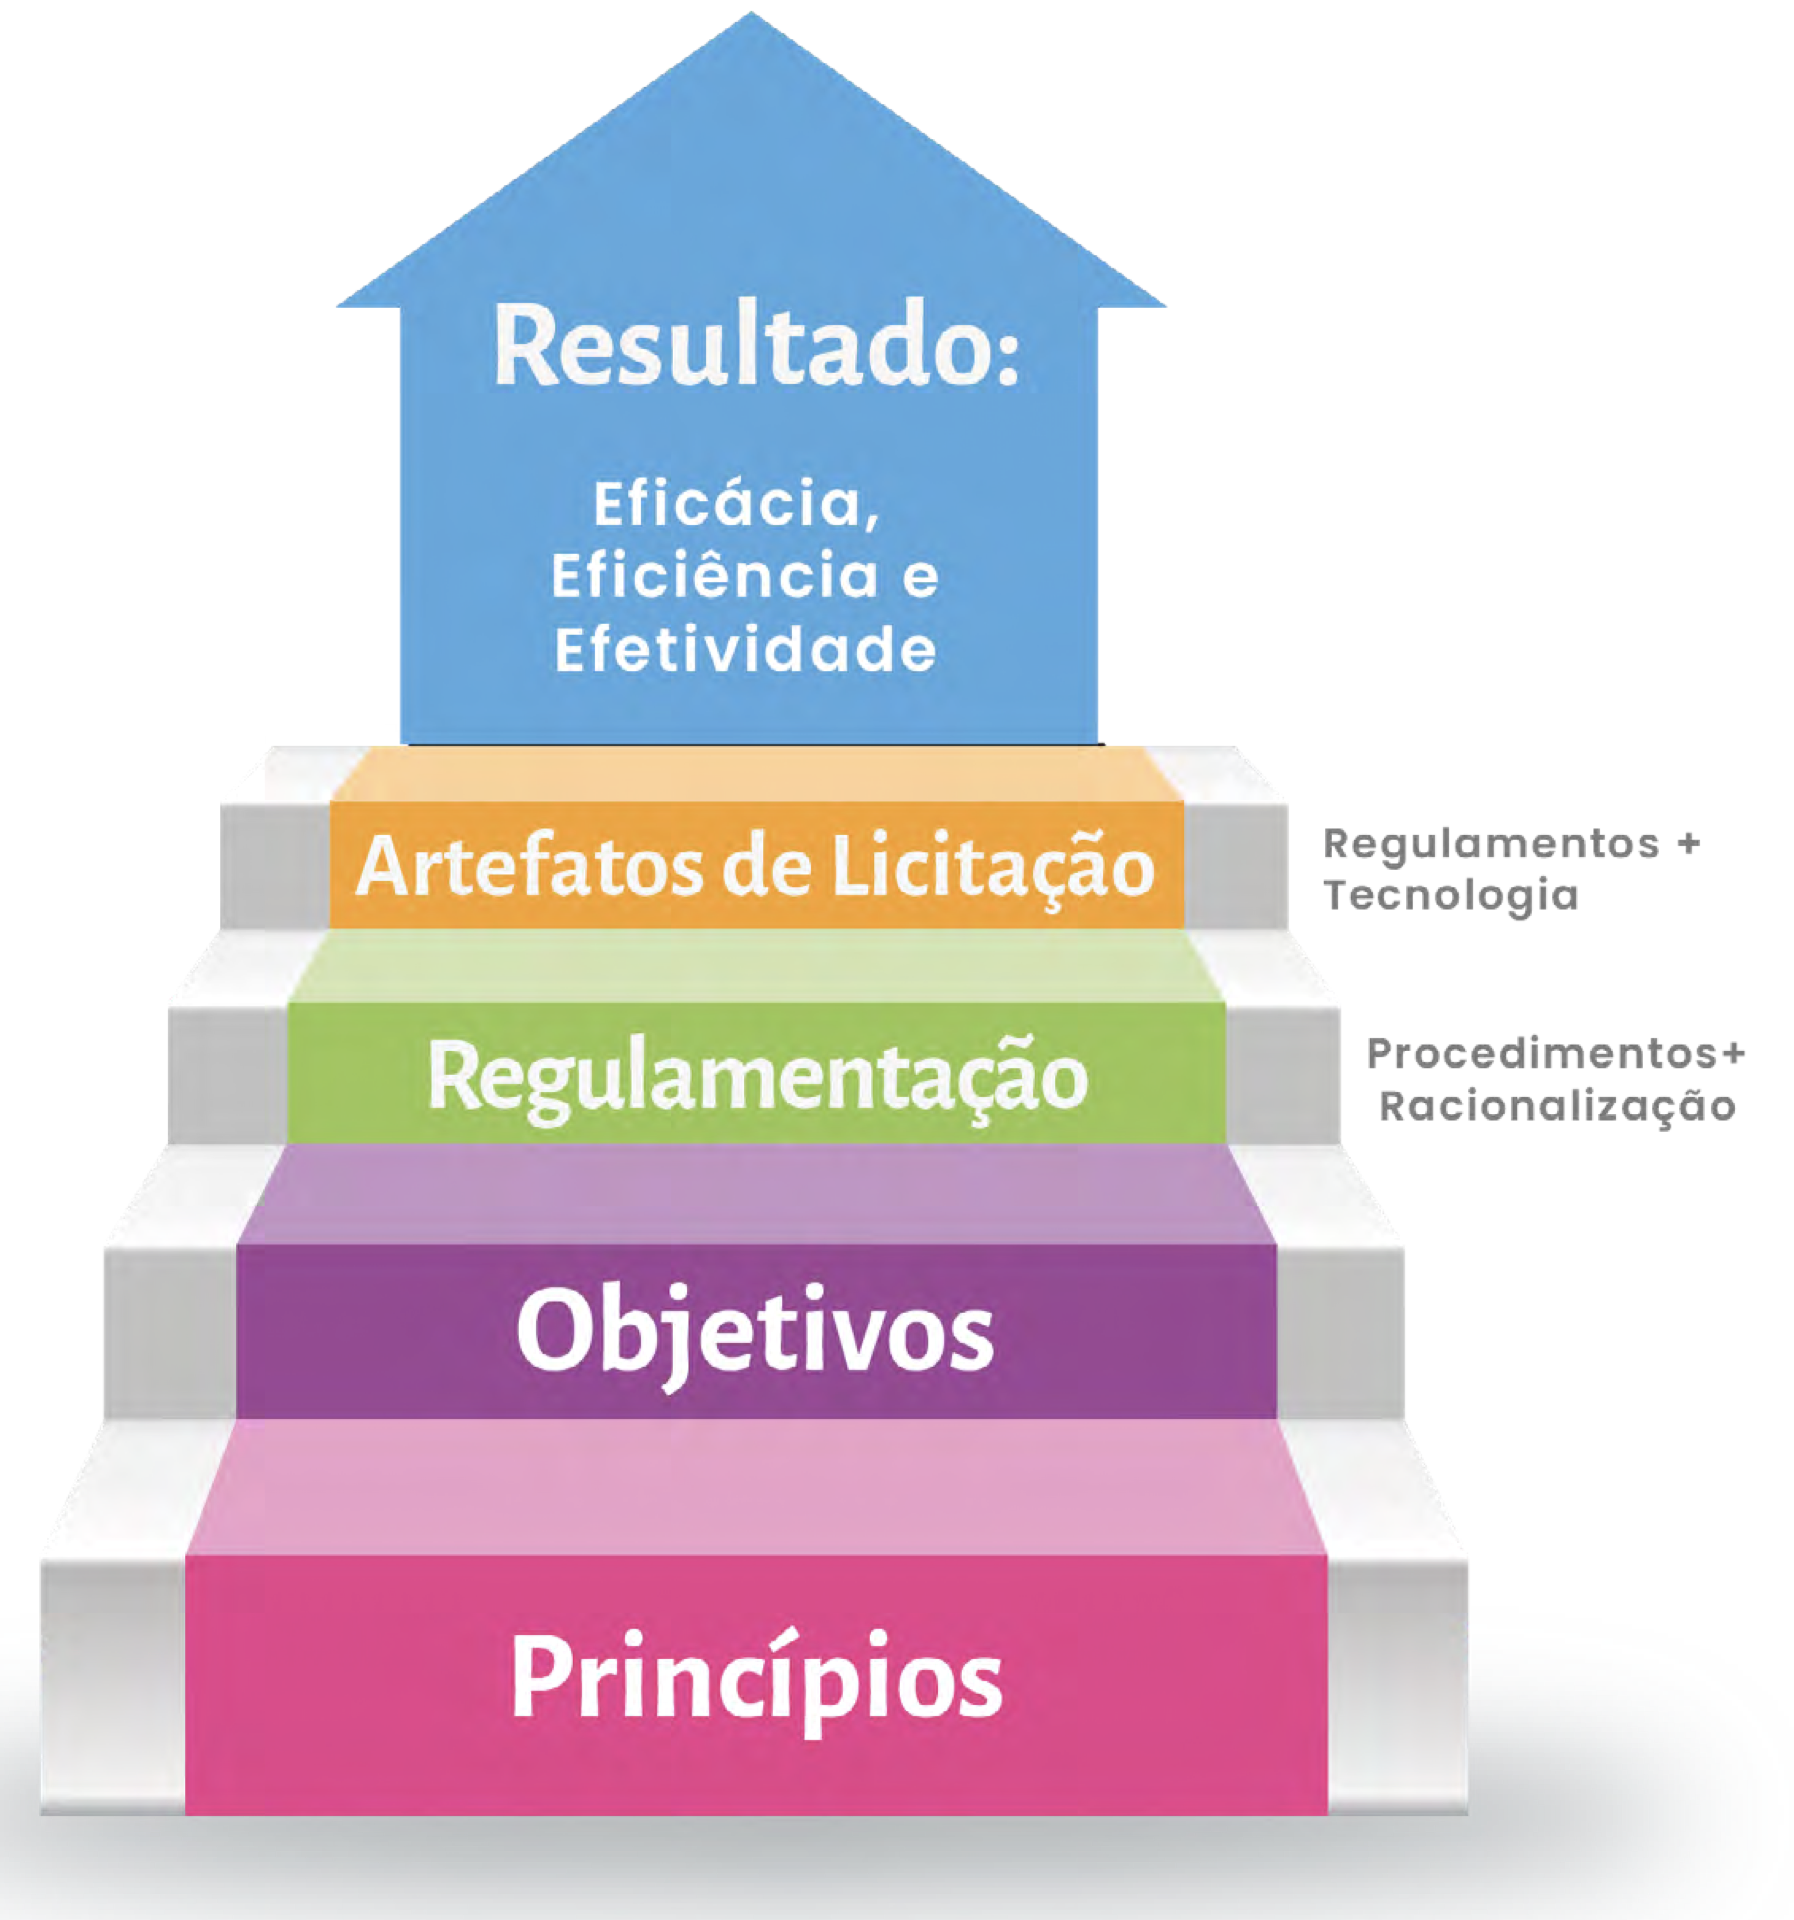 Resultado:
Eficácia,
Eficiência e
Efetividade
Artefatos de Licitação
Regulamentos +
Tecnologia
Regulamentação
Procedimentos+
Racionalização
Objetivos
Princípios